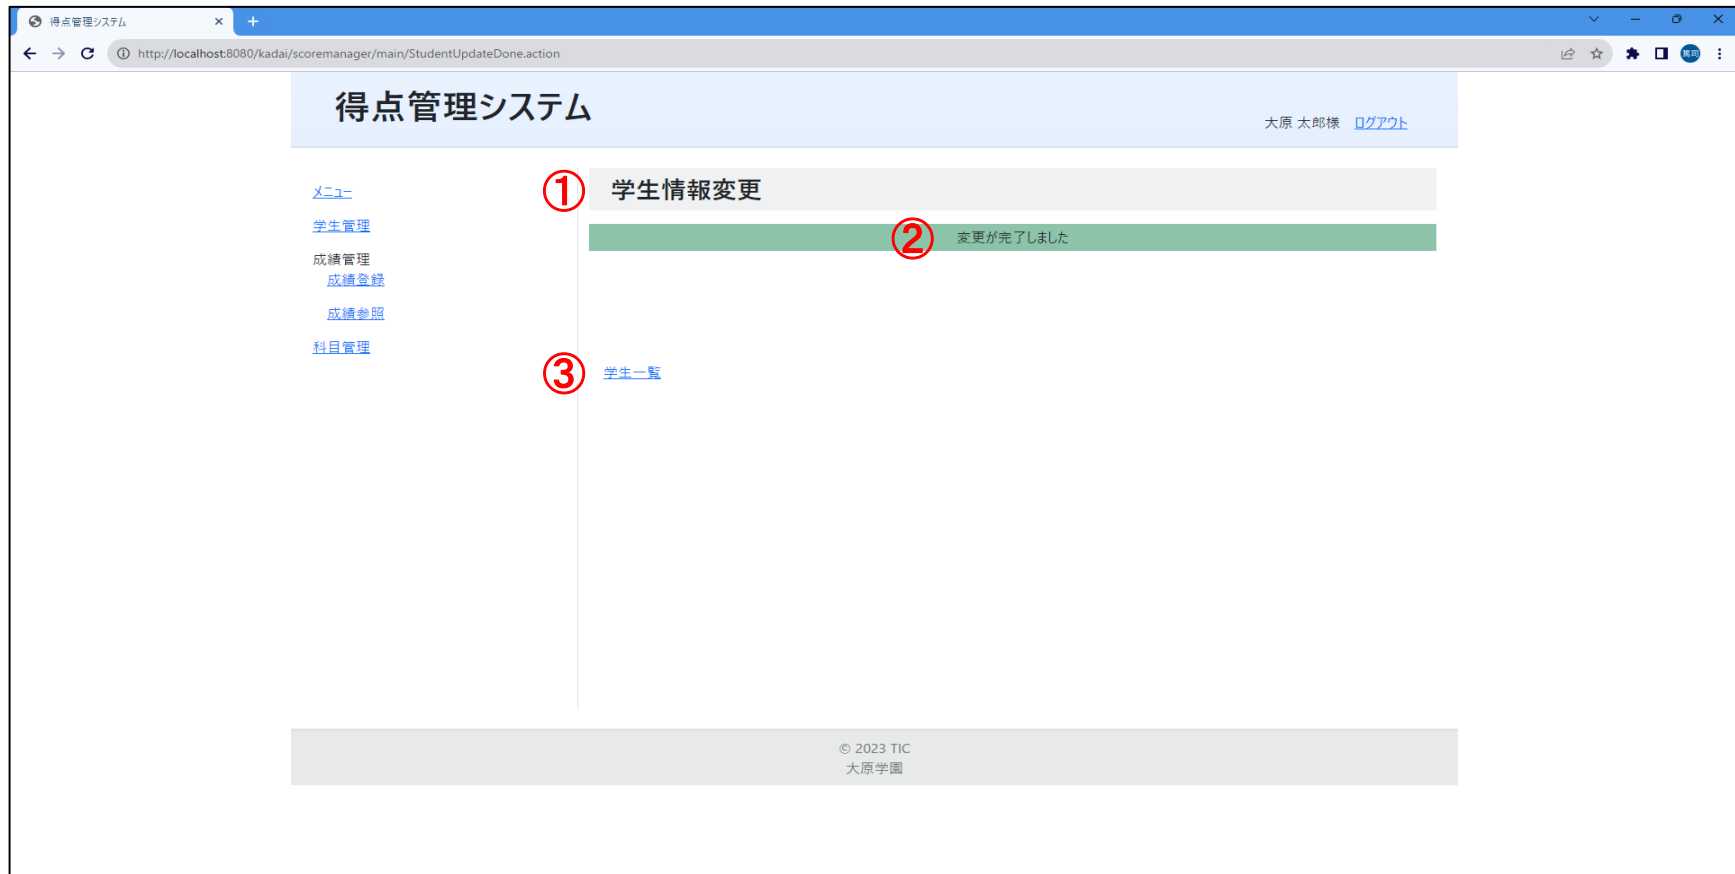 得点管理システム
http://localhost:8080/kadai/scoremanager/main/StudentUpdateDone.action
篤司
得点管理システム
大原 太郎様 ログアウト
メニュー
学生管理
成績管理
成績登録
成績参照
科目管理
① 学生情報変更
② 変更が完了しました
③ 学生一覧
© 2023 TIC
大原学園